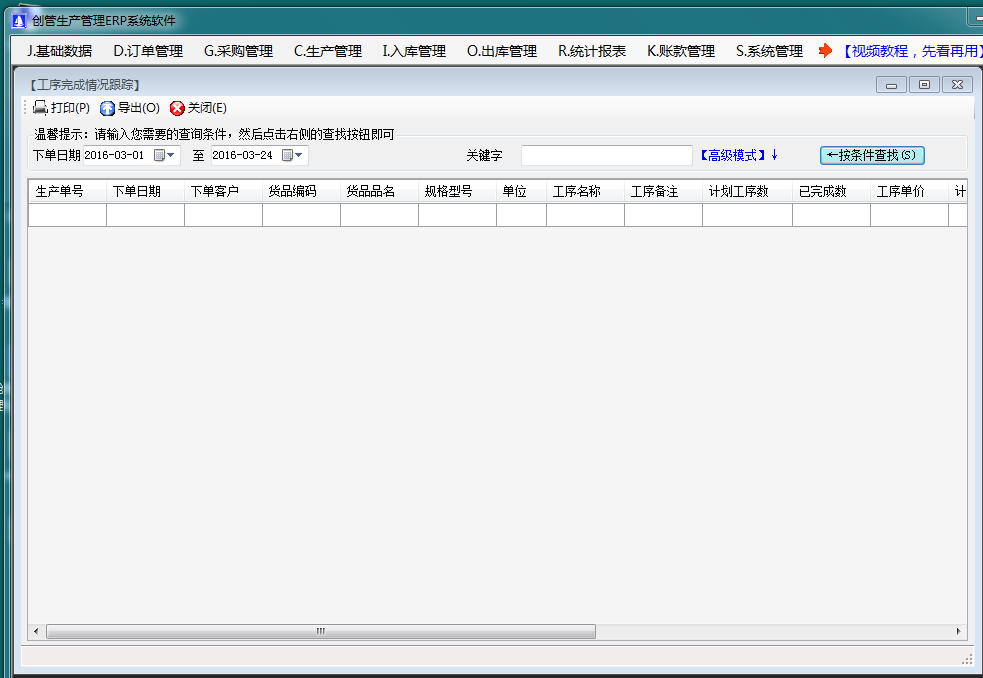 创管生产管理ERP系统软件
J.基础数据 D.订单管理 G.采购管理 C.生产管理 I.入库管理 O.出库管理 R.统计报表 K.账款管理 S.系统管理 【视频教程，先看再用】
【工序完成情况跟踪】
打印(P) 导出(O) 关闭(E)
温馨提示：请输入您需要的查询条件，然后点击右侧的查找按钮即可
下单日期 2016-03-01 至 2016-03-24 关键字 【高级模式】↓ ←按条件查找(S)
生产单号 下单日期 下单客户 货品编码 货品品名 规格型号 单位 工序名称 工序备注 计划工序数 已完成数 工序单价 计